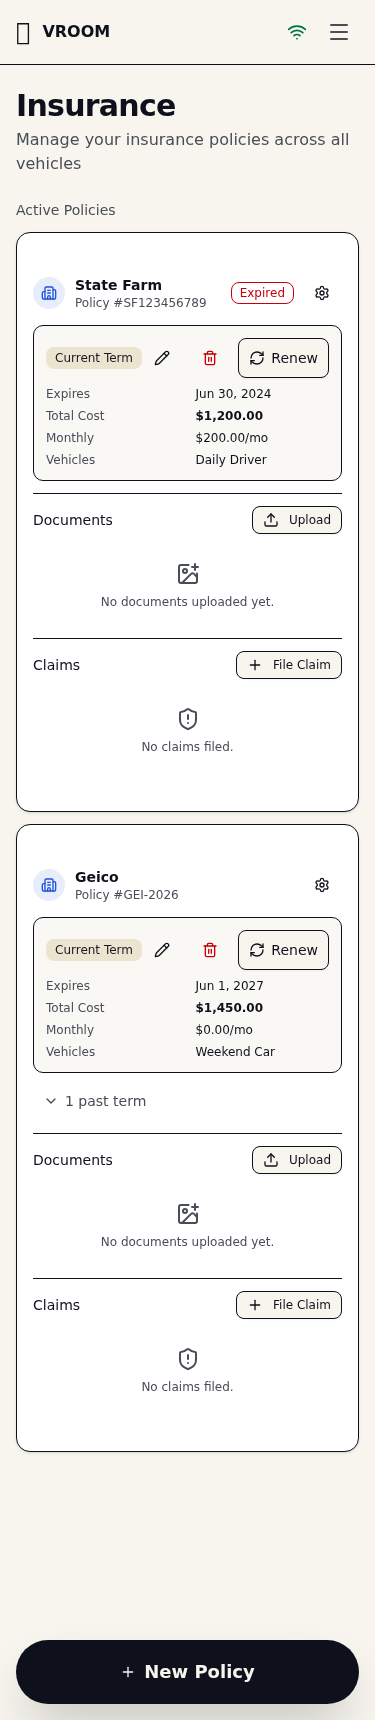 VROOM
Insurance
Manage your insurance policies across all
vehicles
Active Policies
State Farm
Policy #SF123456789
Expired
Current Term
Renew
Expires Jun 30, 2024
Total Cost $1,200.00
Monthly $200.00/mo
Vehicles Daily Driver
Documents
Upload
No documents uploaded yet.
Claims
File Claim
No claims filed.
Geico
Policy #GEI-2026
Current Term
Renew
Expires Jun 1, 2027
Total Cost $1,450.00
Monthly $0.00/mo
Vehicles Weekend Car
1 past term
Documents
Upload
No documents uploaded yet.
Claims
File Claim
No claims filed.
+ New Policy